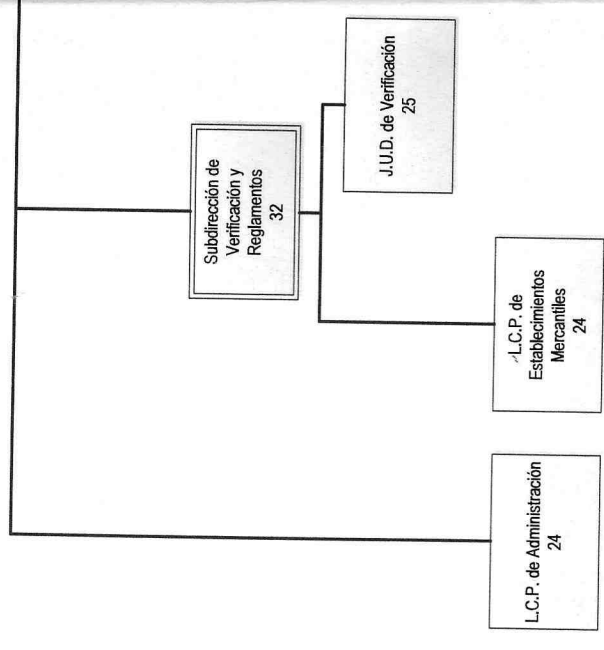 Subdirección de
Verificación y
Reglamentos
32
J.U.D. de Verificación
25
L.C.P. de
Establecimientos
Mercantiles
24
L.C.P. de Administración
24